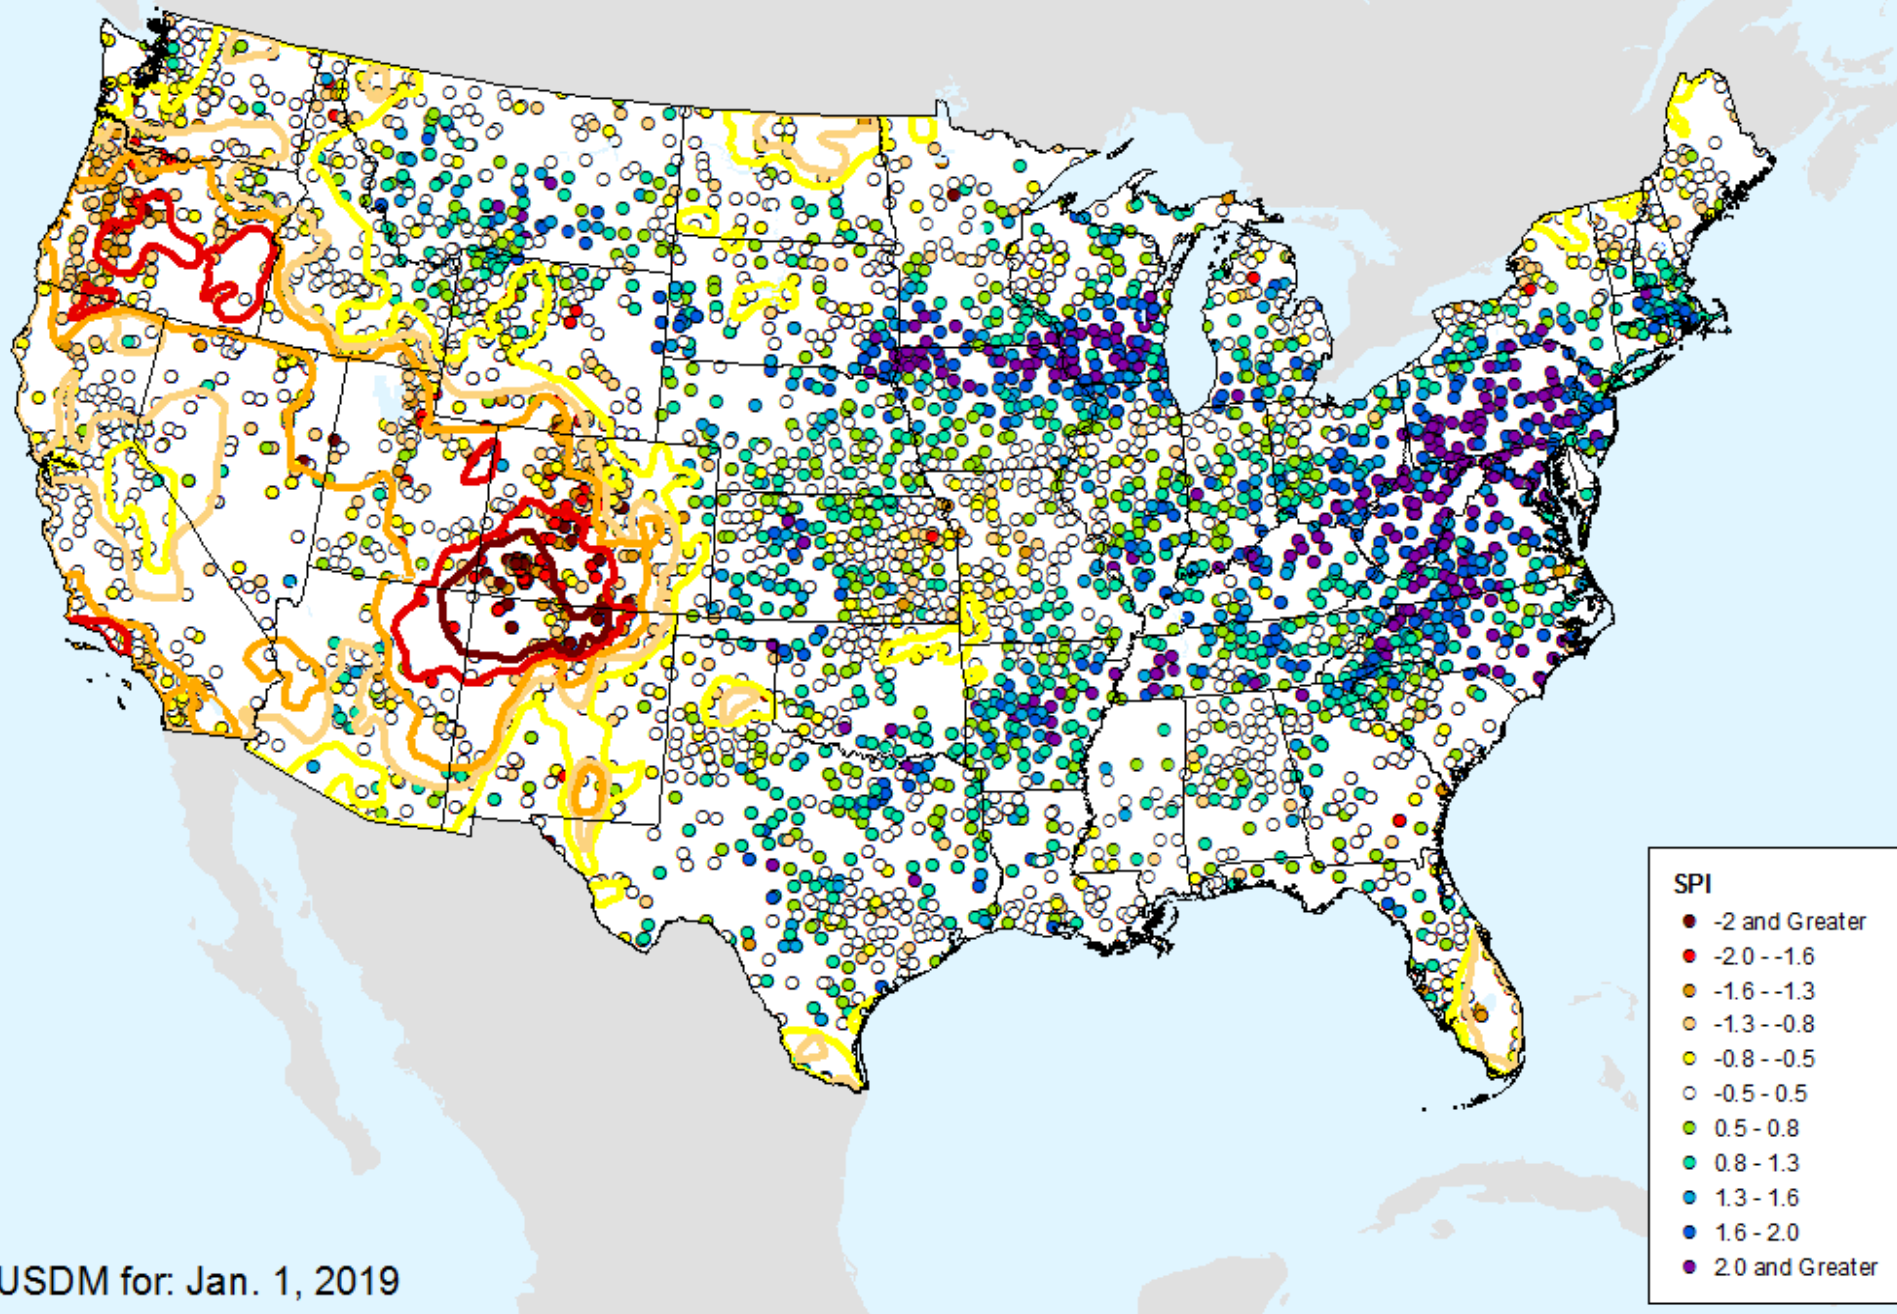 SPI
-2 and Greater
-2.0 - -1.6
-1.6 - -1.3
-1.3 - -0.8
-0.8 - -0.5
-0.5 - 0.5
0.5 - 0.8
0.8 - 1.3
1.3 - 1.6
1.6 - 2.0
2.0 and Greater
USDM for: Jan. 1, 2019